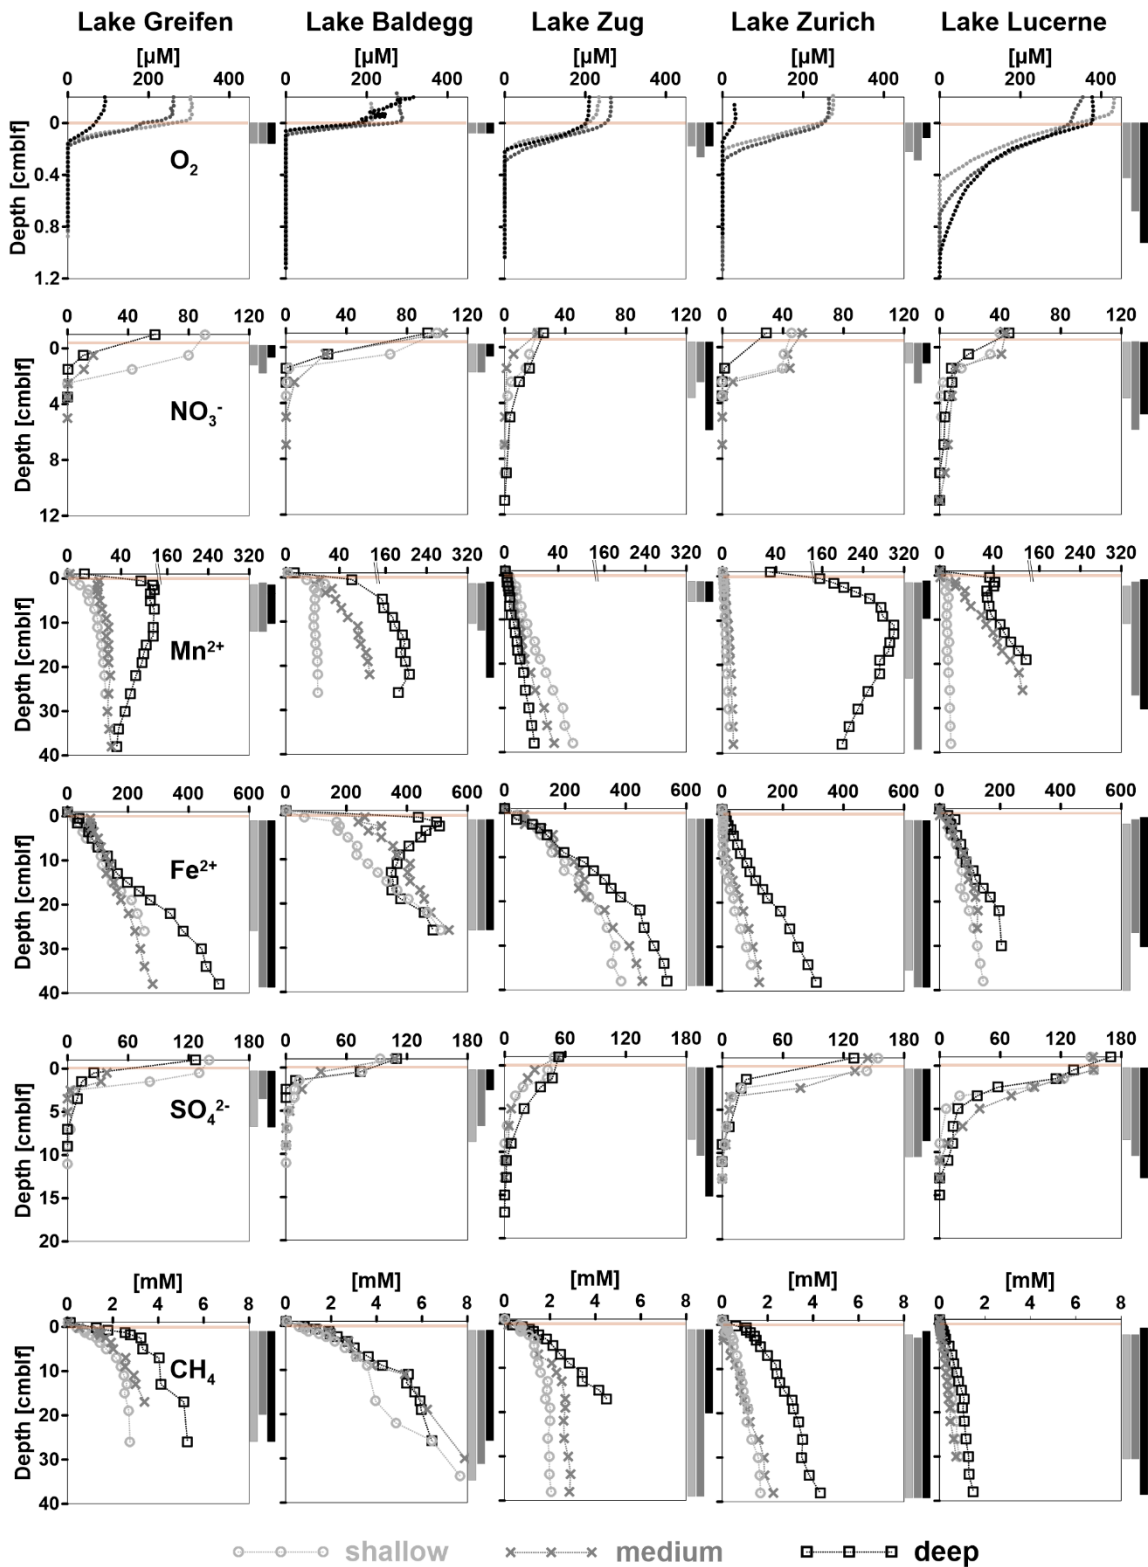 Lake Greifen Lake Baldegg Lake Zug Lake Zurich Lake Lucerne
[µM] [µM] [µM] [µM] [µM]
0 200 400 0 200 400 0 200 400 0 200 400 0 200 400
Depth [cmblf]
0
0.4
0.8
1.2
O₂
0 40 80 120 0 40 80 120 0 40 80 120 0 40 80 120 0 40 80 120
Depth [cmblf]
0
4
8
12
NO₃⁻
0 40 160 240 320 0 40 160 240 320 0 40 160 240 320 0 40 160 240 320 0 40 160 240 320
Depth [cmblf]
0
10
20
30
40
Mn²⁺
0 200 400 600 0 200 400 600 0 200 400 600 0 200 400 600 0 200 400 600
Depth [cmblf]
0
10
20
30
40
Fe²⁺
0 60 120 180 0 60 120 180 0 60 120 180 0 60 120 180 0 60 120 180
Depth [cmblf]
0
5
10
15
20
SO₄²⁻
[mM] [mM] [mM] [mM] [mM]
0 2 4 6 8 0 2 4 6 8 0 2 4 6 8 0 2 4 6 8 0 2 4 6 8
Depth [cmblf]
0
10
20
30
40
CH₄
shallow medium deep